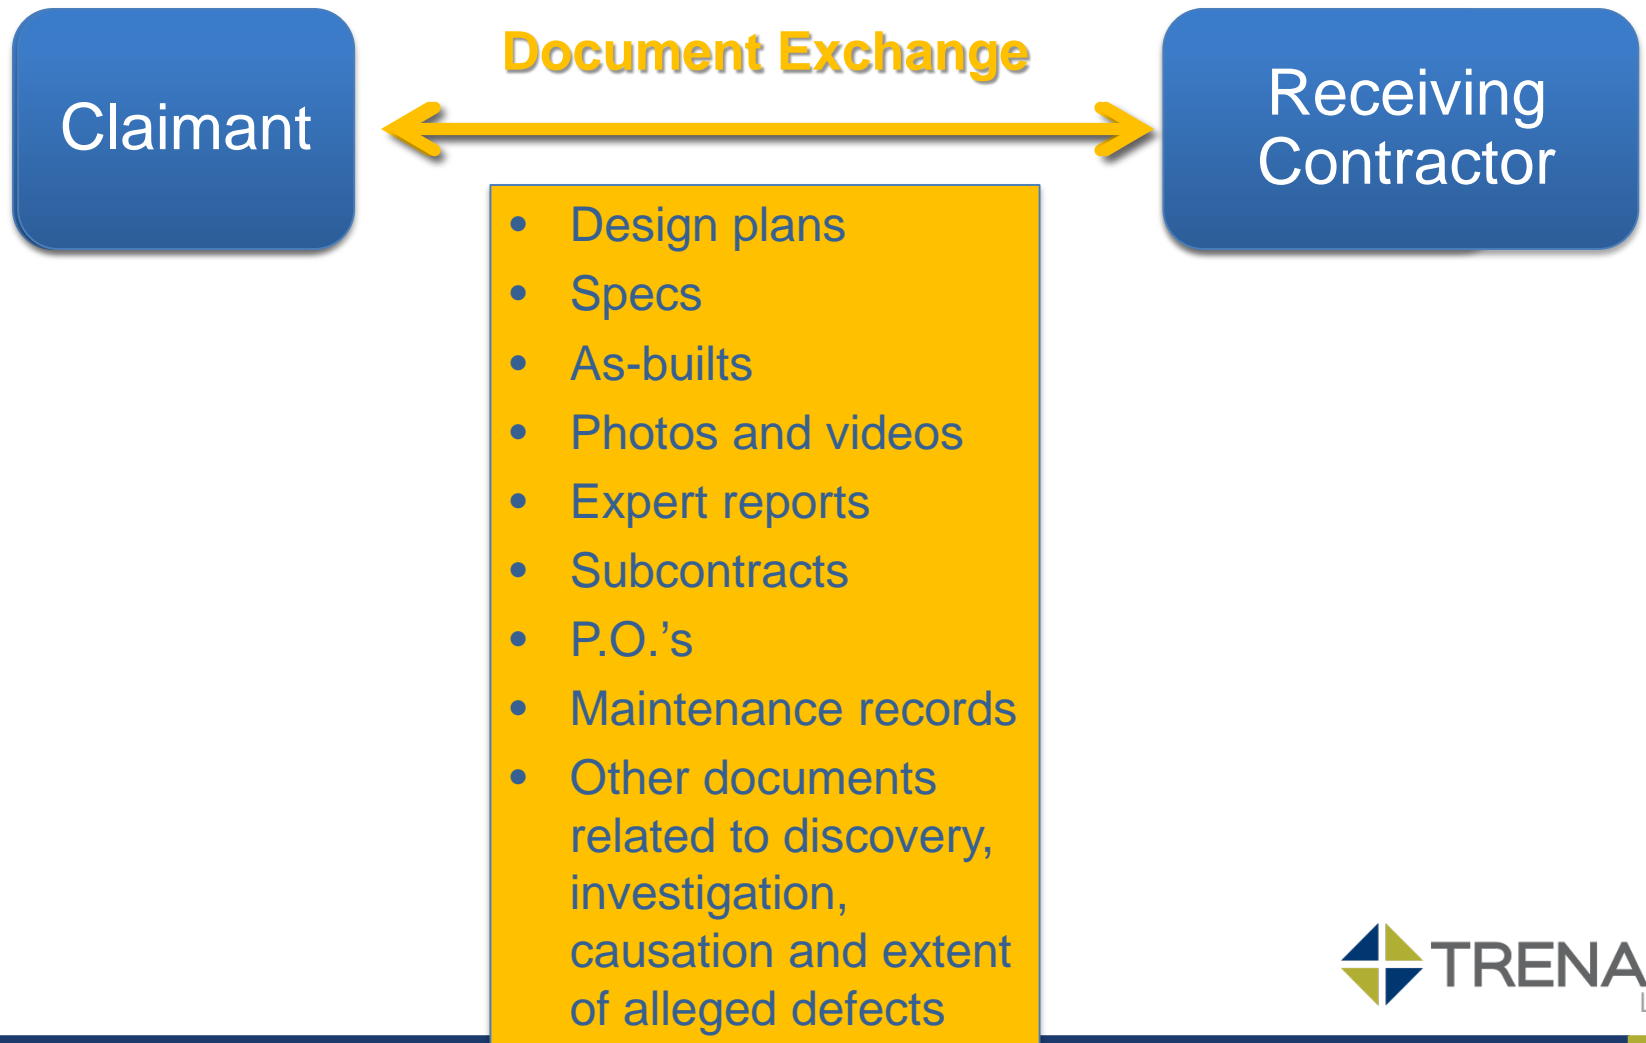 Document Exchange
Claimant
Receiving
Contractor
• Design plans
• Specs
• As-builts
• Photos and videos
• Expert reports
• Subcontracts
• P.O.’s
• Maintenance records
• Other documents
related to discovery,
investigation,
causation and extent
of alleged defects
TRENA
L